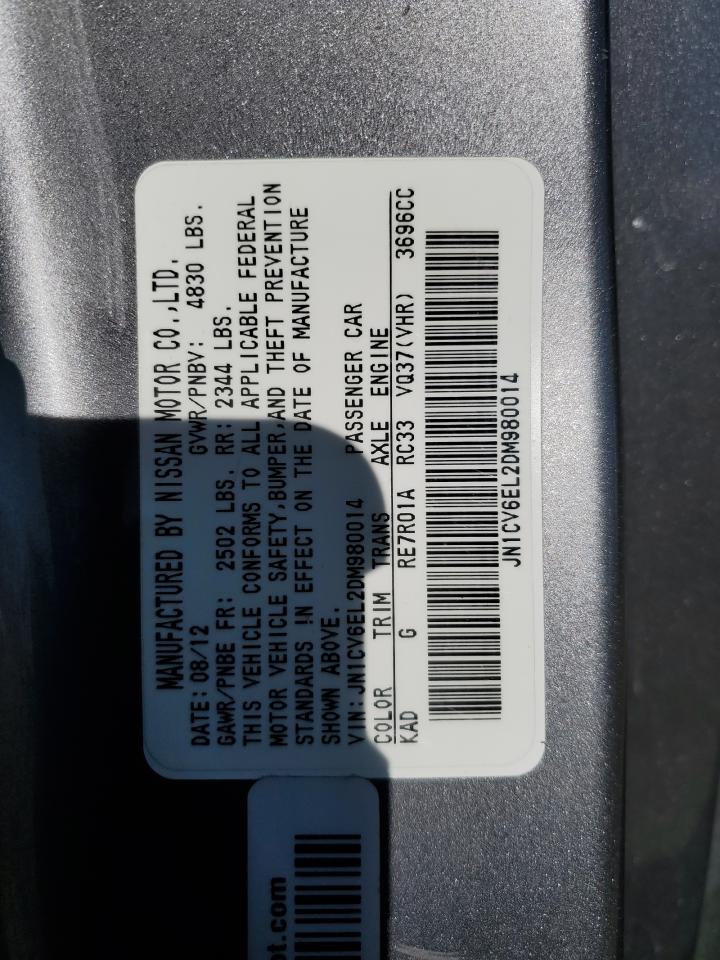 MANUFACTURED BY NISSAN MOTOR CO.,LTD.
DATE: 08/12 GVWR/PNBV: 4830 LBS.
GAWR/PNBE FR: 2502 LBS. RR: 2344 LBS.
THIS VEHICLE CONFORMS TO ALL APPLICABLE FEDERAL
MOTOR VEHICLE SAFETY,BUMPER,AND THEFT PREVENTION
STANDARDS IN EFFECT ON THE DATE OF MANUFACTURE
SHOWN ABOVE.
VIN:JN1CV6EL2DM980014 PASSENGER CAR
COLOR TRIM TRANS AXLE ENGINE
KAD G RE7R01A RC33 VQ37(VHR) 3696CC
JN1CV6EL2DM980014
ot.com